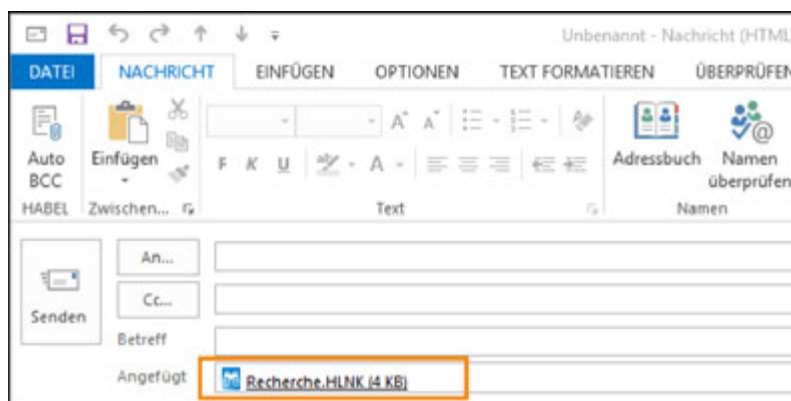 Unbenannt - Nachricht (HTML
DATEI NACHRICHT EINFÜGEN OPTIONEN TEXT FORMATIEREN ÜBERPRÜFEN
Auto BCC
Einfügen
F K U A A A
Adressbuch
Namen überprüfen
HABEL Zwischen... Text Namen
Senden
An...
Cc...
Betreff
Angefügt Recherche.HLNK (4 KB)